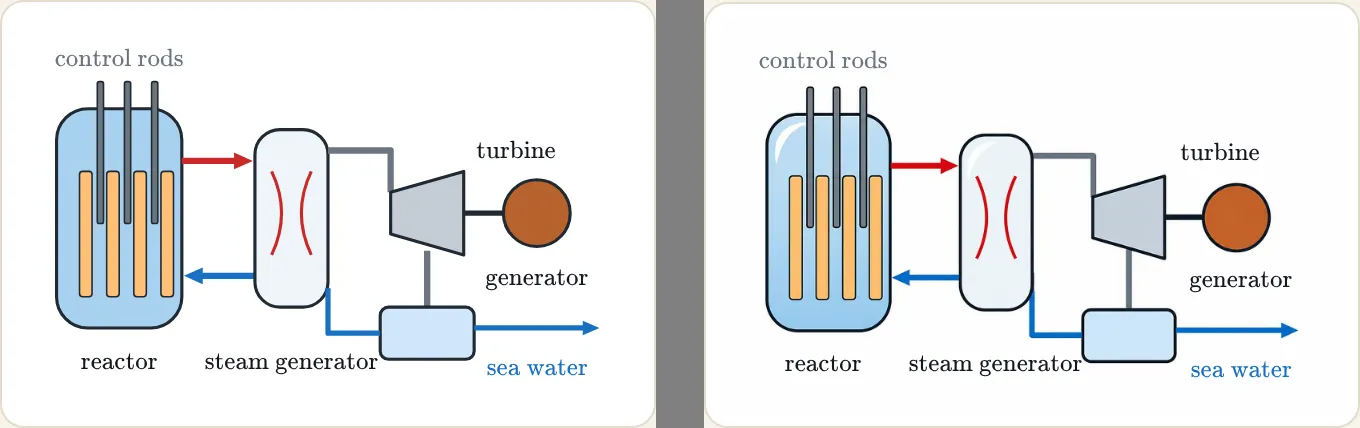 control rods
turbine
generator
reactor
steam generator
sea water
control rods
turbine
generator
reactor
steam generator
sea water